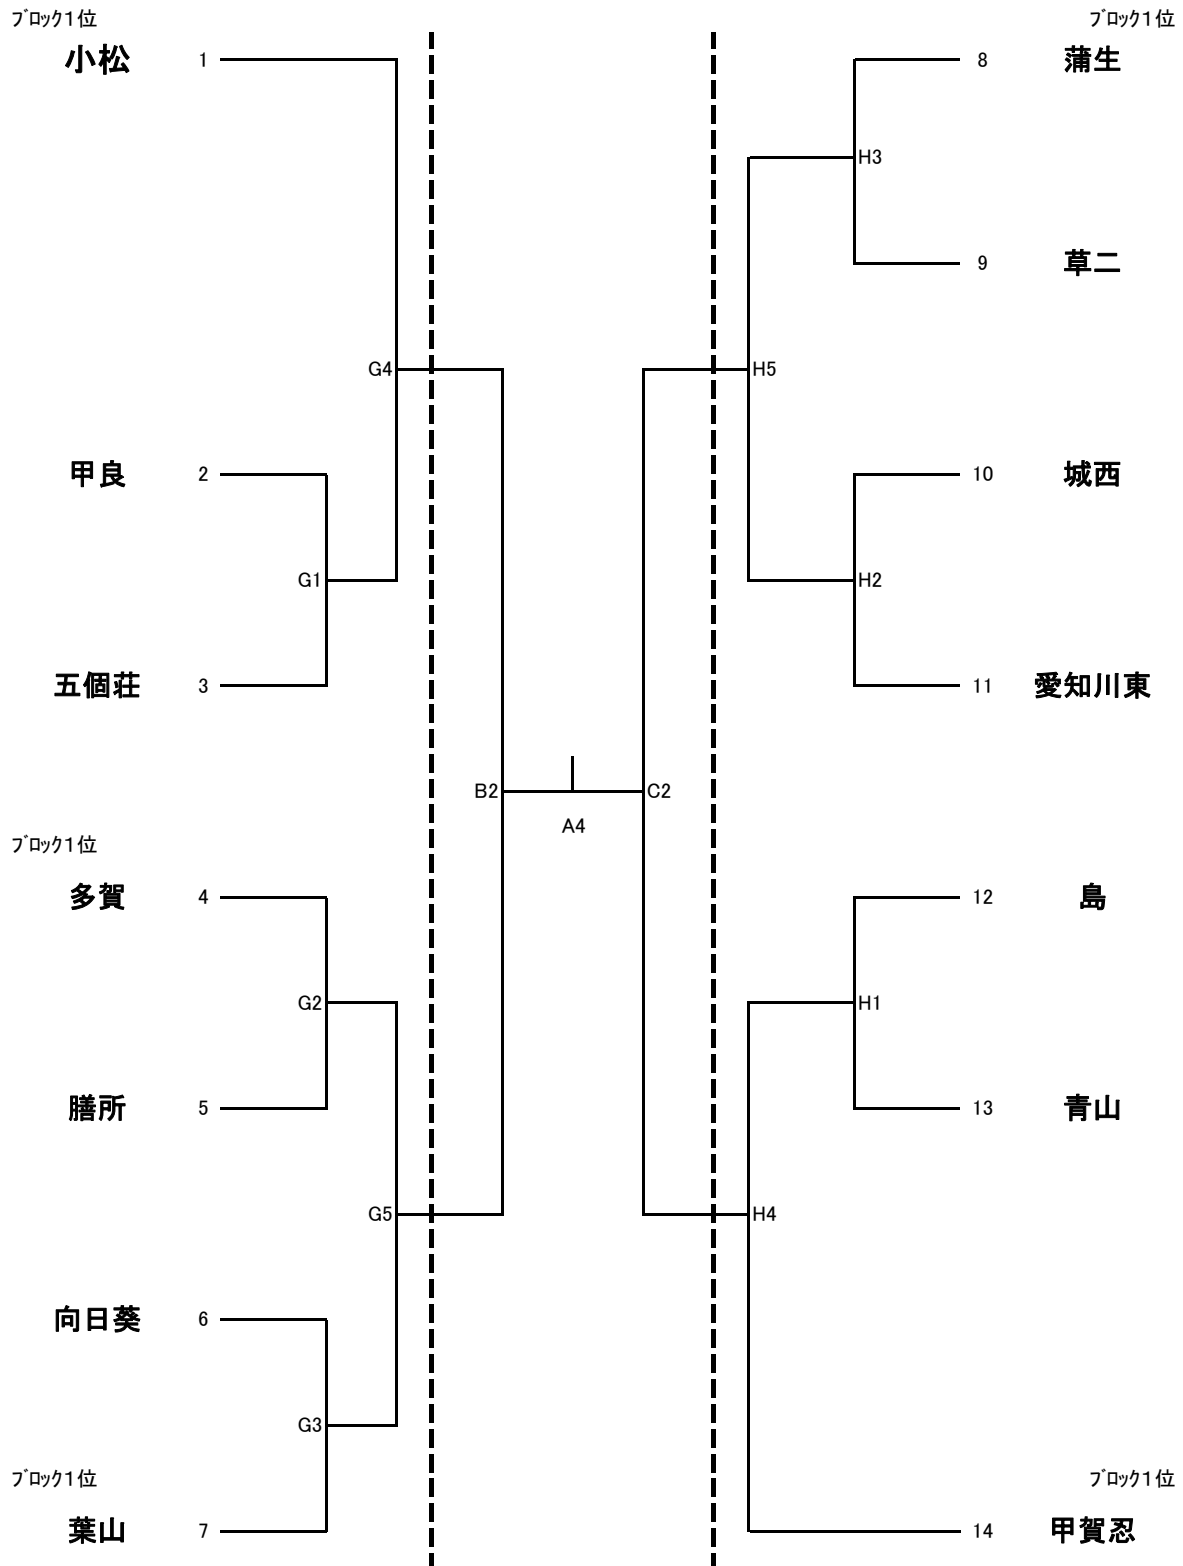 ﾌﾞﾛｯｸ１位 ﾌﾞﾛｯｸ１位
小松 1 8 蒲生
H3
9 草二
G4 H5
甲良 2 10 城西
G1 H2
五個荘 3 11 愛知川東
B2 C2
A4
ﾌﾞﾛｯｸ１位
多賀 4 12 島
G2 H1
膳所 5 13 青山
G5 H4
向日葵 6
G3
ﾌﾞﾛｯｸ１位 ﾌﾞﾛｯｸ１位
葉山 7 14 甲賀忍